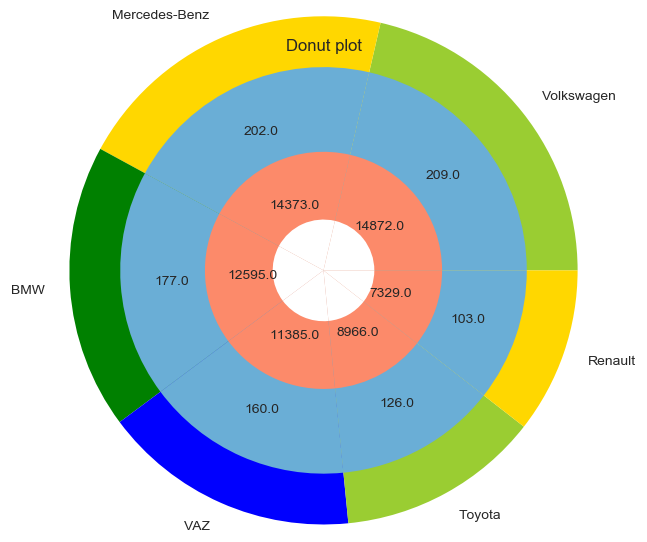 Mercedes-Benz
Donut plot
Volkswagen
202.0
209.0
14373.0
14872.0
BMW
177.0
12595.0
7329.0
103.0
11385.0
8966.0
Renault
160.0
126.0
Toyota
VAZ